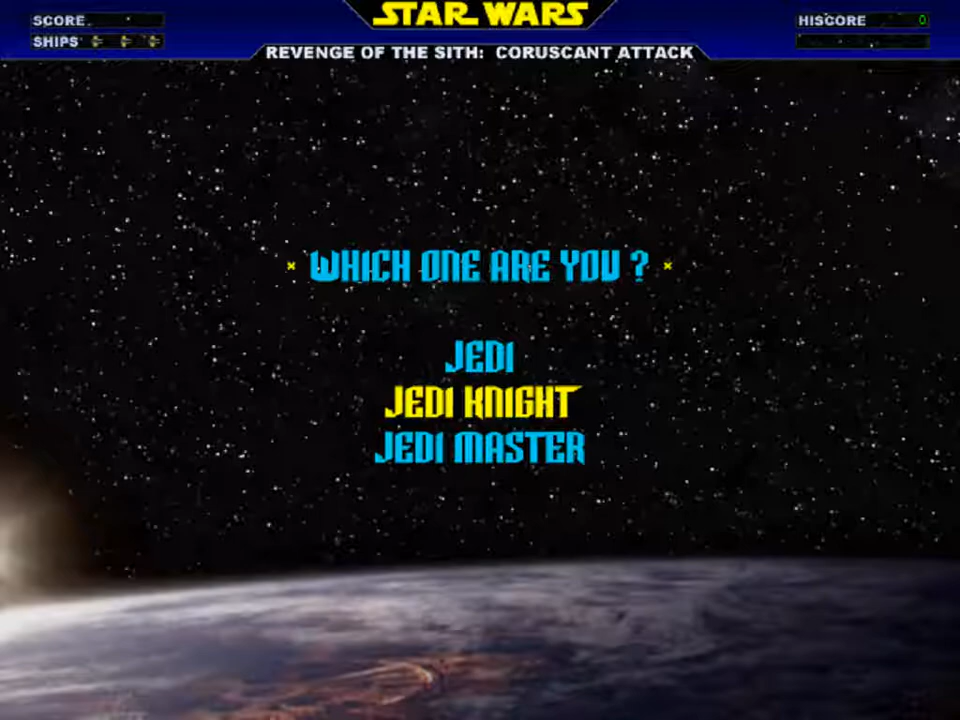 STAR WARS
SCORE
HISCORE 0
SHIPS
REVENGE OF THE SITH: CORUSCANT ATTACK
WHICH ONE ARE YOU ?
JEDI
JEDI KNIGHT
JEDI MASTER